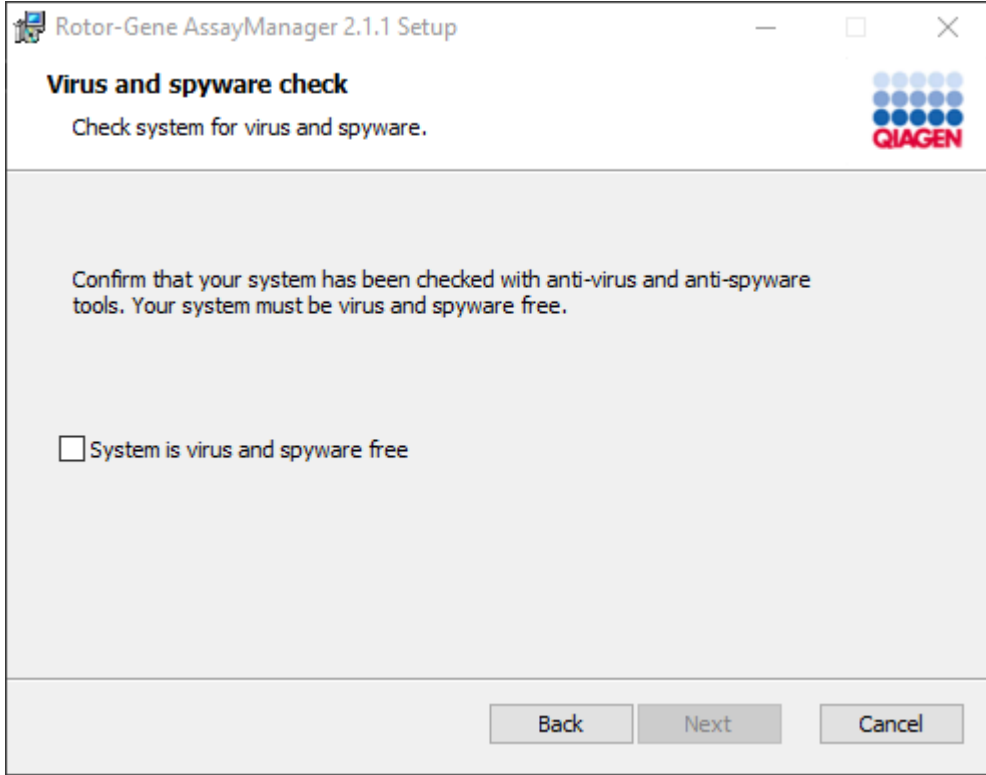 Rotor-Gene AssayManager 2.1.1 Setup
Virus and spyware check
Check system for virus and spyware.
QIAGEN
Confirm that your system has been checked with anti-virus and anti-spyware
tools. Your system must be virus and spyware free.
System is virus and spyware free
Back Next Cancel